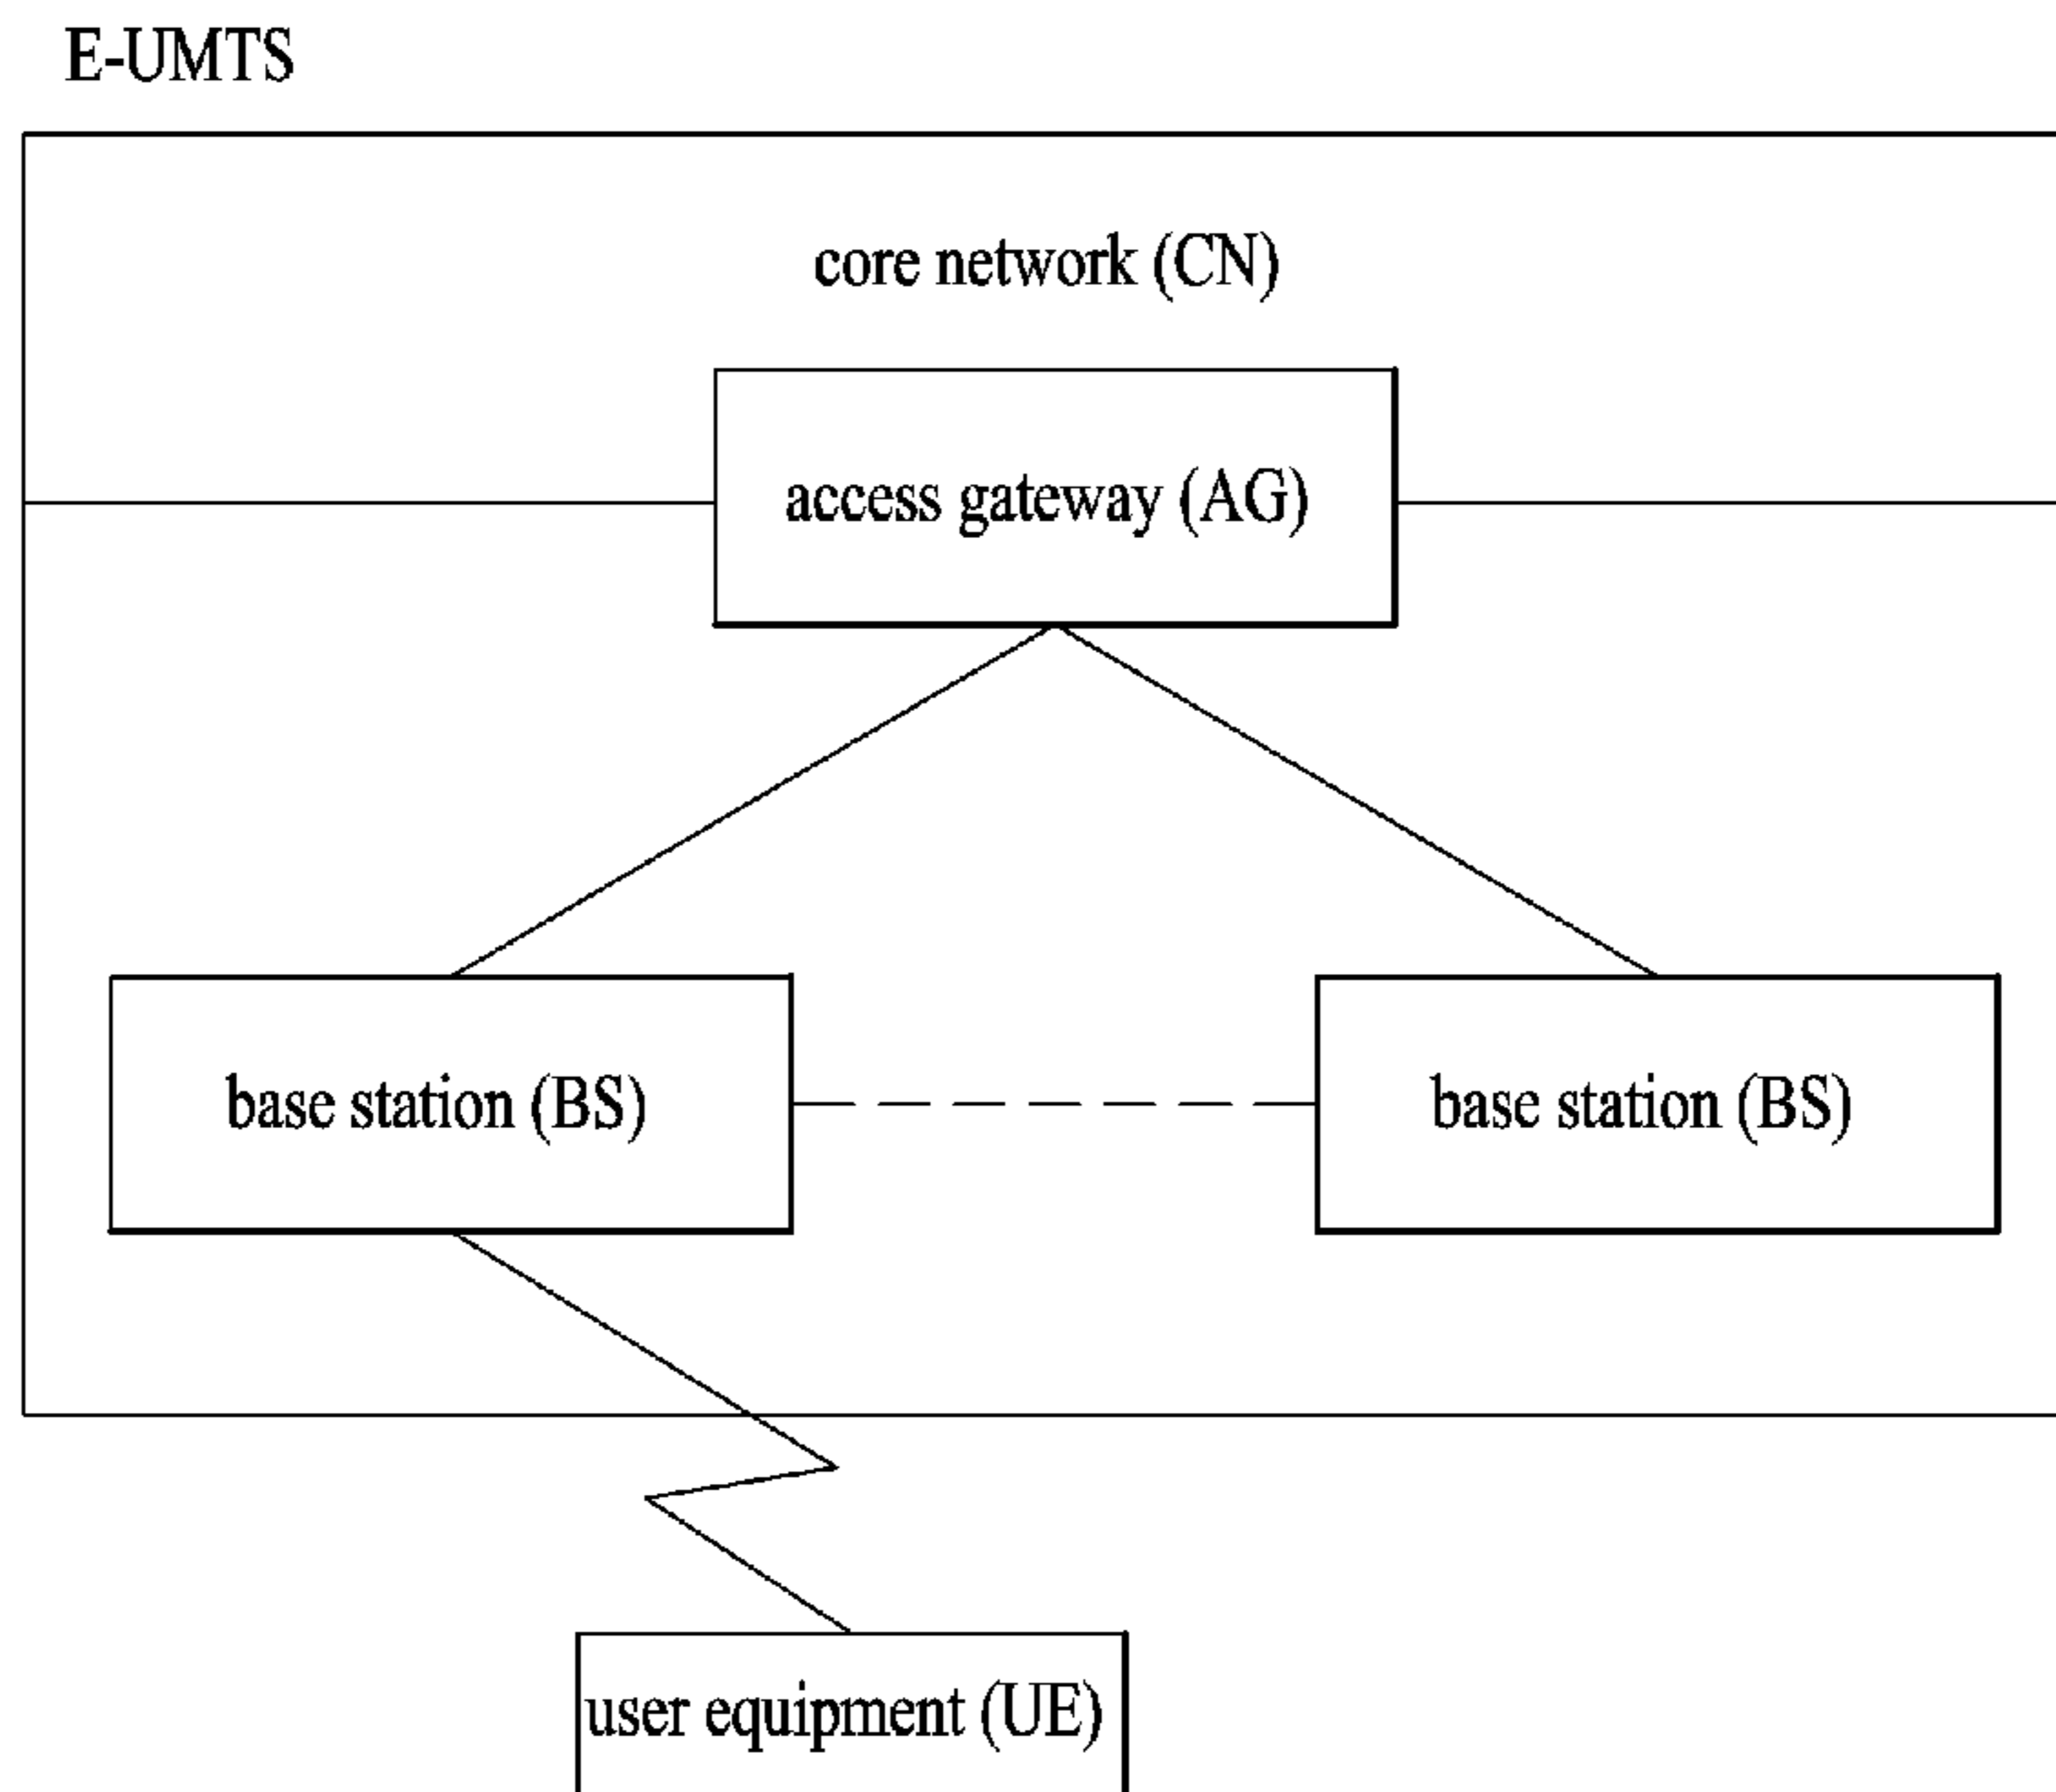 E-UMTS
core network (CN)
access gateway (AG)
base station (BS)
base station (BS)
user equipment (UE)